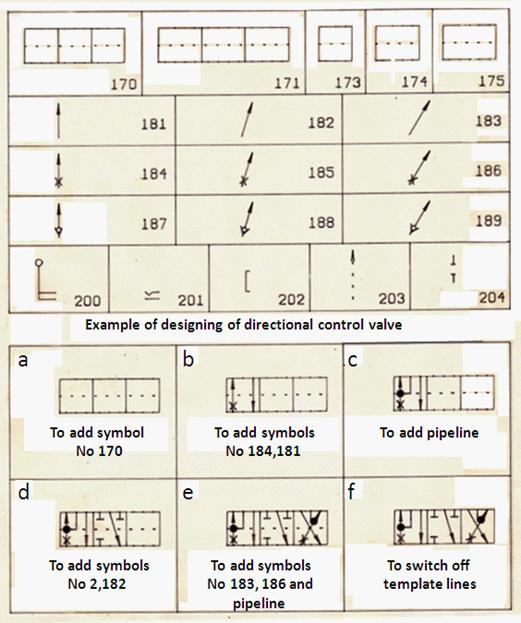 170 171 173 174 175
181 182 183
184 185 186
187 188 189
200 201 202 203 204
Example of designing of directional control valve
a b c
To add symbol To add symbols To add pipeline
No 170 No 184,181
d e f
To add symbols To add symbols To switch off
No 2,182 No 183, 186 and template lines
pipeline